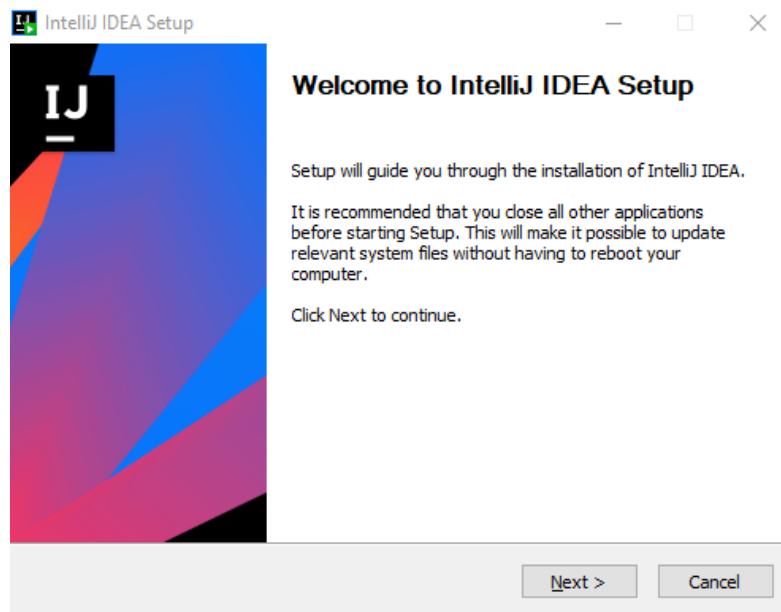 IntelliJ IDEA Setup
IJ
Welcome to IntelliJ IDEA Setup
Setup will guide you through the installation of IntelliJ IDEA.
It is recommended that you close all other applications
before starting Setup. This will make it possible to update
relevant system files without having to reboot your
computer.
Click Next to continue.
Next >
Cancel